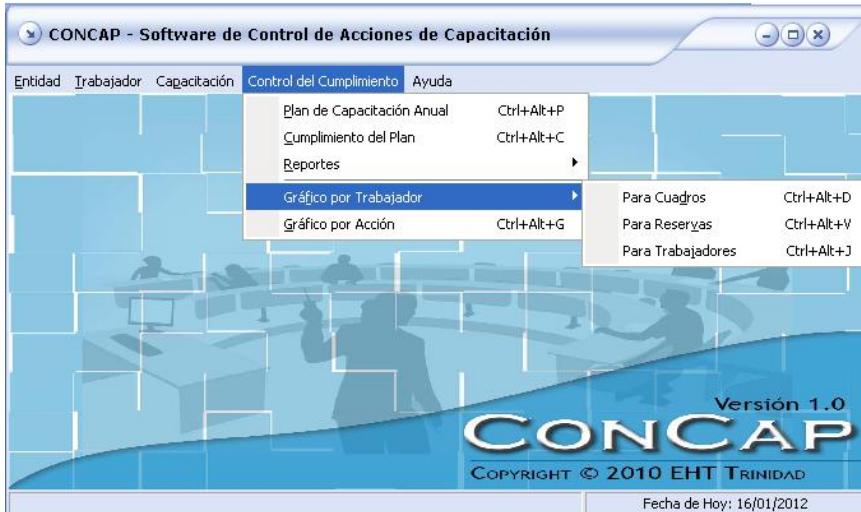 CONCAP - Software de Control de Acciones de Capacitación
Entidad Trabajador Capacitación Control del Cumplimiento Ayuda
Plan de Capacitación Anual Ctrl+Alt+P
Cumplimiento del Plan Ctrl+Alt+C
Reportes
Gráfico por Trabajador
Gráfico por Acción Ctrl+Alt+G
Para Cuadros Ctrl+Alt+D
Para Reservas Ctrl+Alt+V
Para Trabajadores Ctrl+Alt+J
Versión 1.0
CONCAP
COPYRIGHT © 2010 EHT TRINIDAD
Fecha de Hoy: 16/01/2012